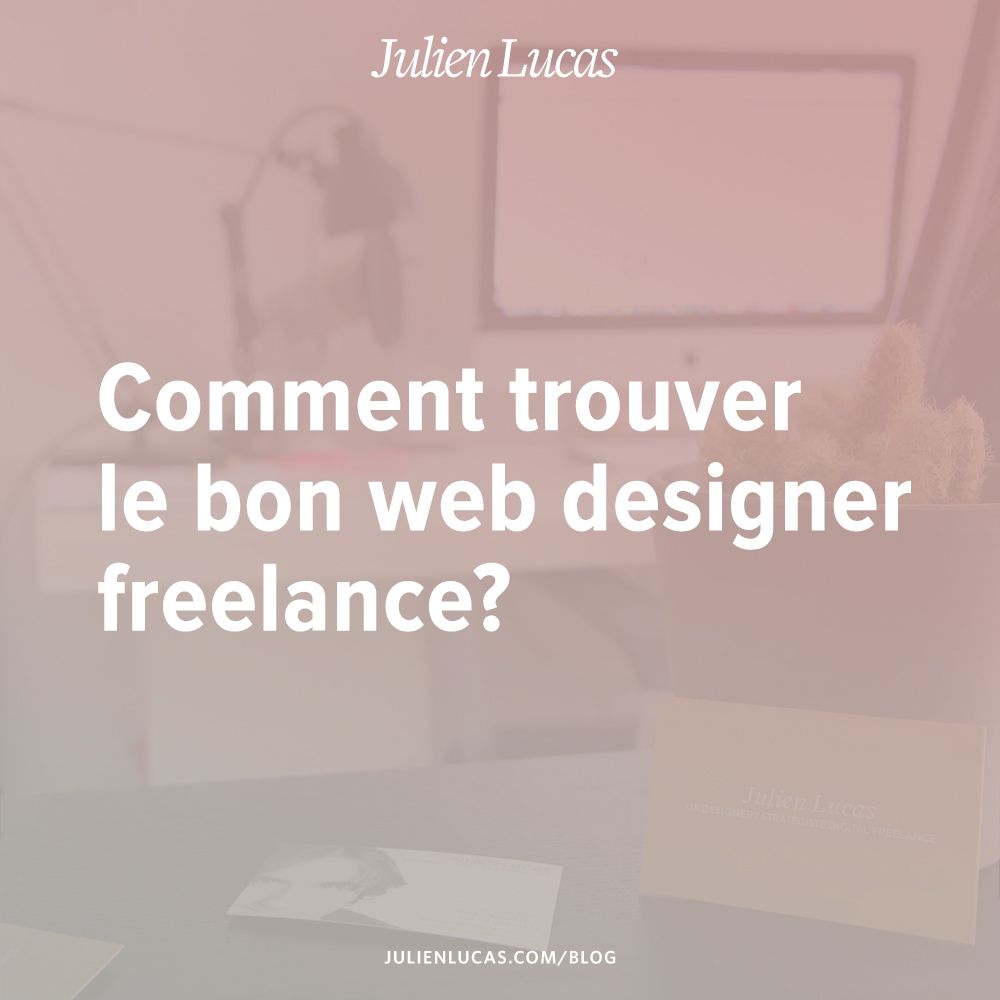 Julien Lucas
Comment trouver
le bon web designer
freelance?
Julien Lucas
UX DESIGNER / STRATÉGISTE DIGITAL FREELANCE
JULIENLUCAS.COM/BLOG